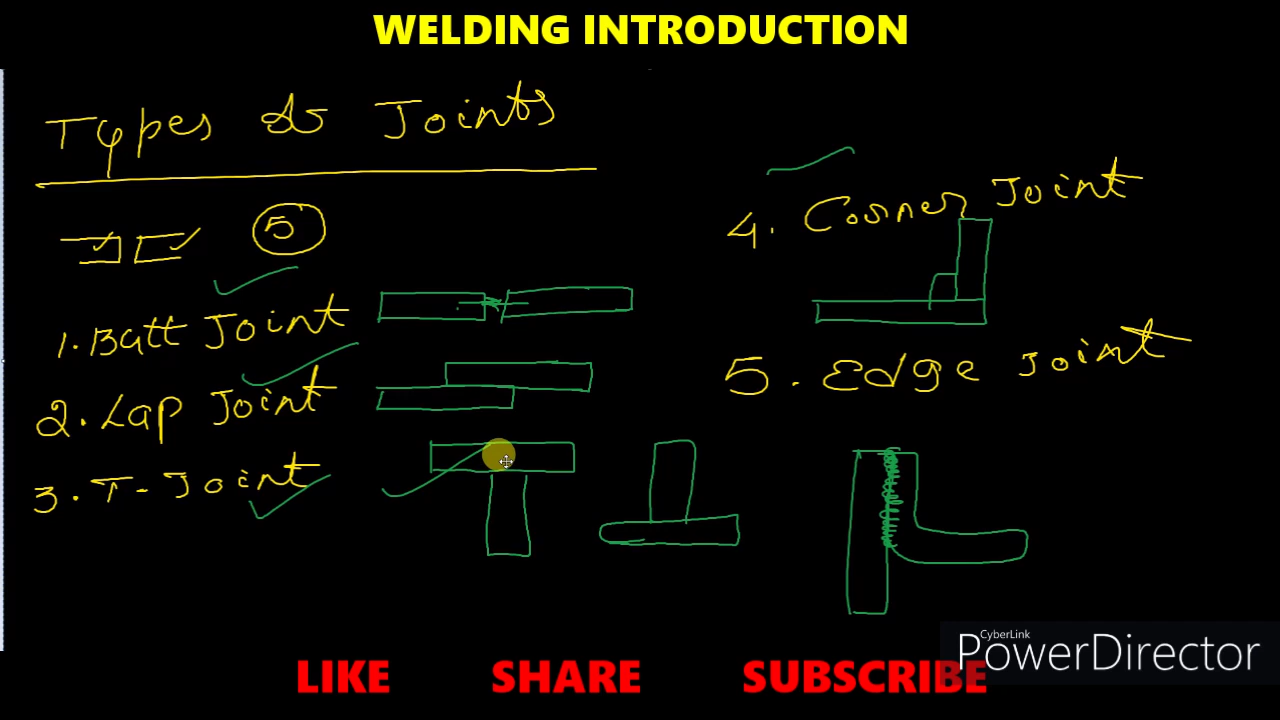 WELDING INTRODUCTION
Types of Joints
5
1. Butt Joint
2. Lap Joint
3. T-Joint
4. Corner Joint
5. Edge Joint
LIKE SHARE SUBSCRIBE
CyberLink
PowerDirector